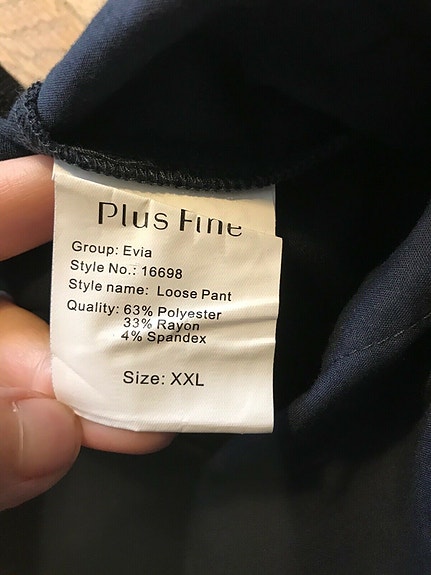 Plus Fine
Group: Evia
Style No.: 16698
Style name: Loose Pant
Quality: 63% Polyester
33% Rayon
4% Spandex
Size: XXL